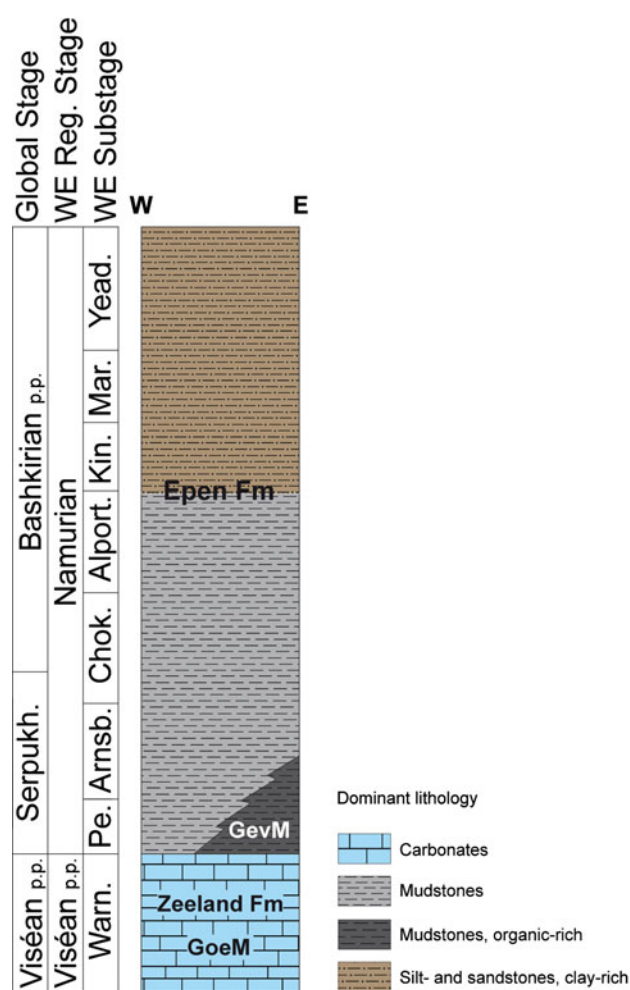 Global Stage
WE Reg. Stage
WE Substage
W E
Bashkirian p.p.
Serpukh.
Viséan p.p.
Namurian
Viséan p.p.
Yead.
Mar.
Kin.
Alport.
Chok.
Arnsb.
Pe.
Warn.
Epen Fm
GevM
Zeeland Fm
GoeM
Dominant lithology
Carbonates
Mudstones
Mudstones, organic-rich
Silt- and sandstones, clay-rich